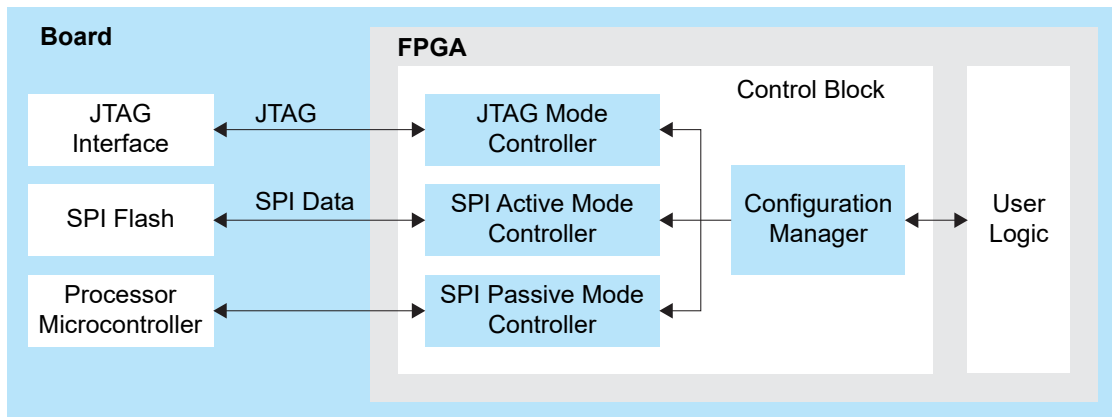 Board
FPGA
Control Block
JTAG
Interface
JTAG
JTAG Mode
Controller
SPI Flash
SPI Data
SPI Active Mode
Controller
Configuration
Manager
User
Logic
Processor
Microcontroller
SPI Passive Mode
Controller